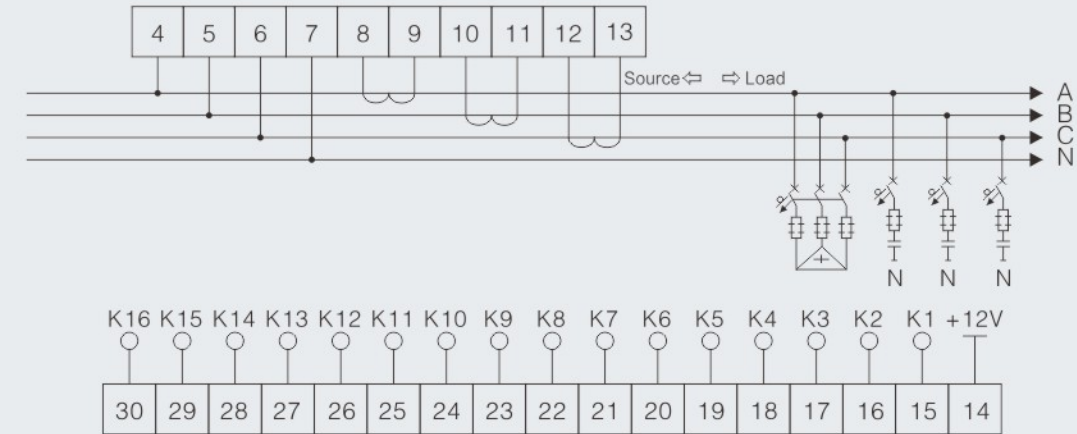 4 5 6 7 8 9 10 11 12 13
Source⇦ ⇨Load
A
B
C
N
N N N
K16 K15 K14 K13 K12 K11 K10 K9 K8 K7 K6 K5 K4 K3 K2 K1 +12V
30 29 28 27 26 25 24 23 22 21 20 19 18 17 16 15 14